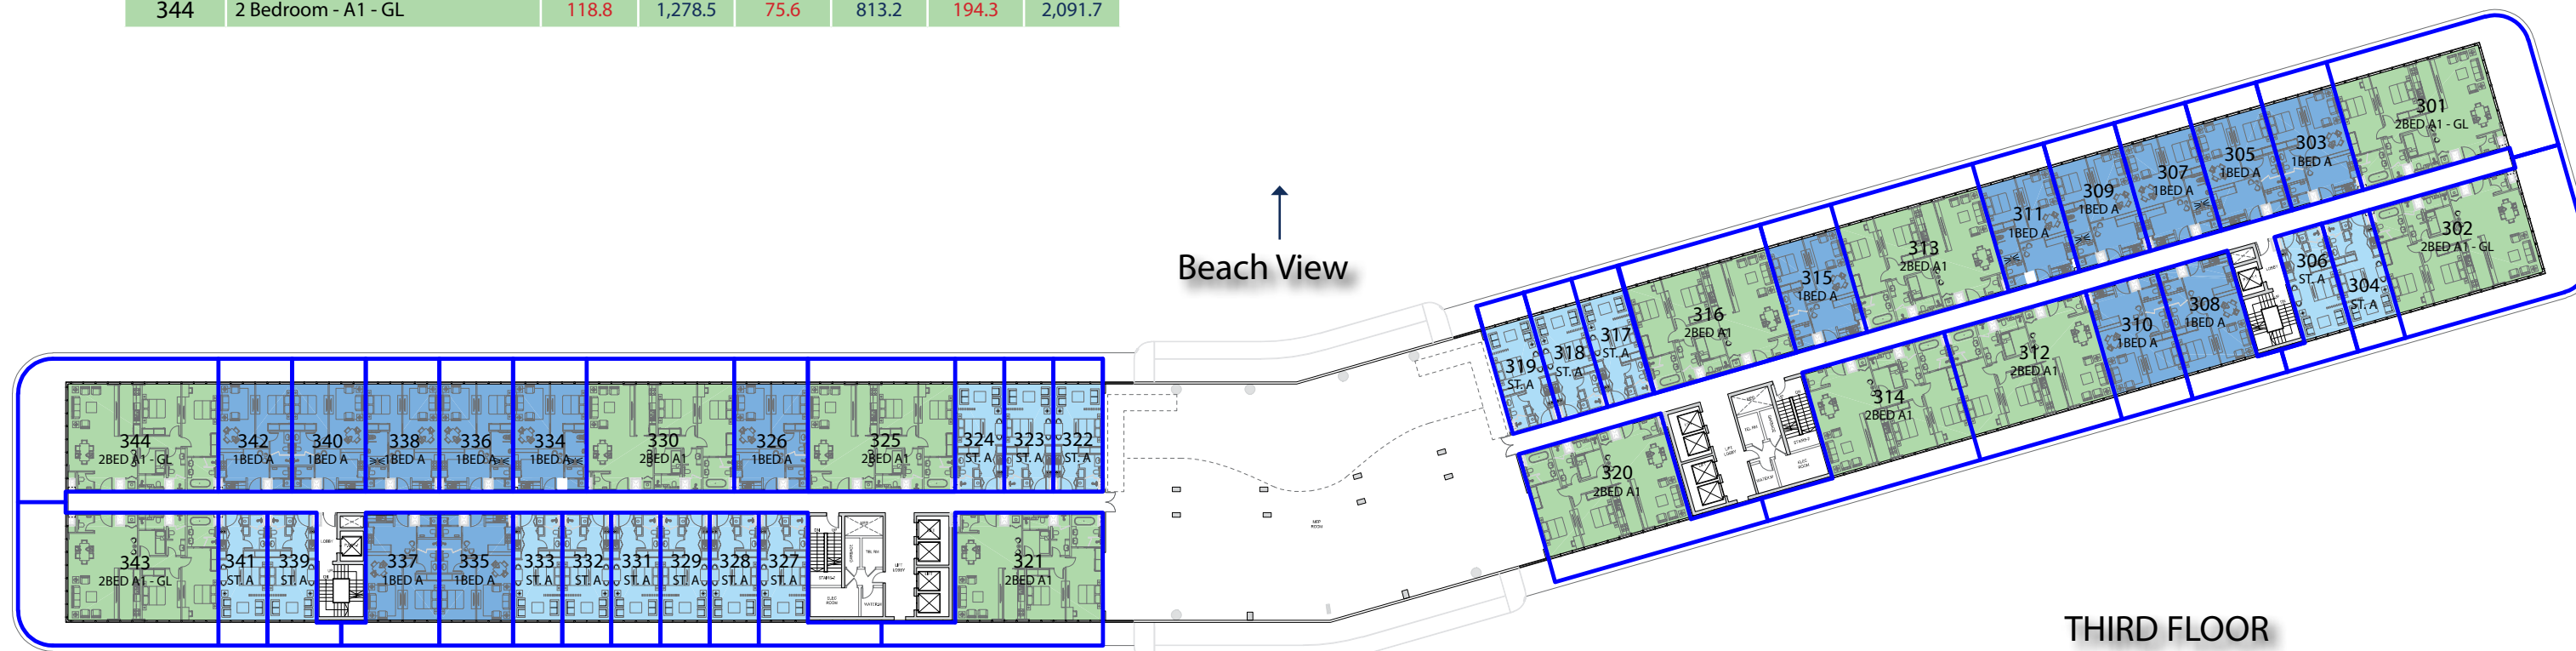 344 2 Bedroom - A1 - GL 118.8 1,278.5 75.6 813.2 194.3 2,091.7
301
2BED A1 - GL
303
1BED A
305
1BED A
307
1BED A
309
1BED A
311
1BED A
313
2BED A1
315
1BED A
316
2BED A1
317
ST. A
318
ST. A
319
ST. A
302
2BED A1 - GL
304
ST. A
306
ST. A
308
1BED A
310
1BED A
312
2BED A1
314
2BED A1
320
2BED A1
Beach View
344
2BED A1 - GL
342
1BED A
340
1BED A
338
1BED A
336
1BED A
334
1BED A
330
2BED A1
326
1BED A
325
2BED A1
324
ST. A
323
ST. A
322
ST. A
343
2BED A1 - GL
341
ST. A
339
ST. A
337
1BED A
335
1BED A
333
ST. A
332
ST. A
331
ST. A
329
ST. A
328
ST. A
327
ST. A
321
2BED A1
THIRD FLOOR